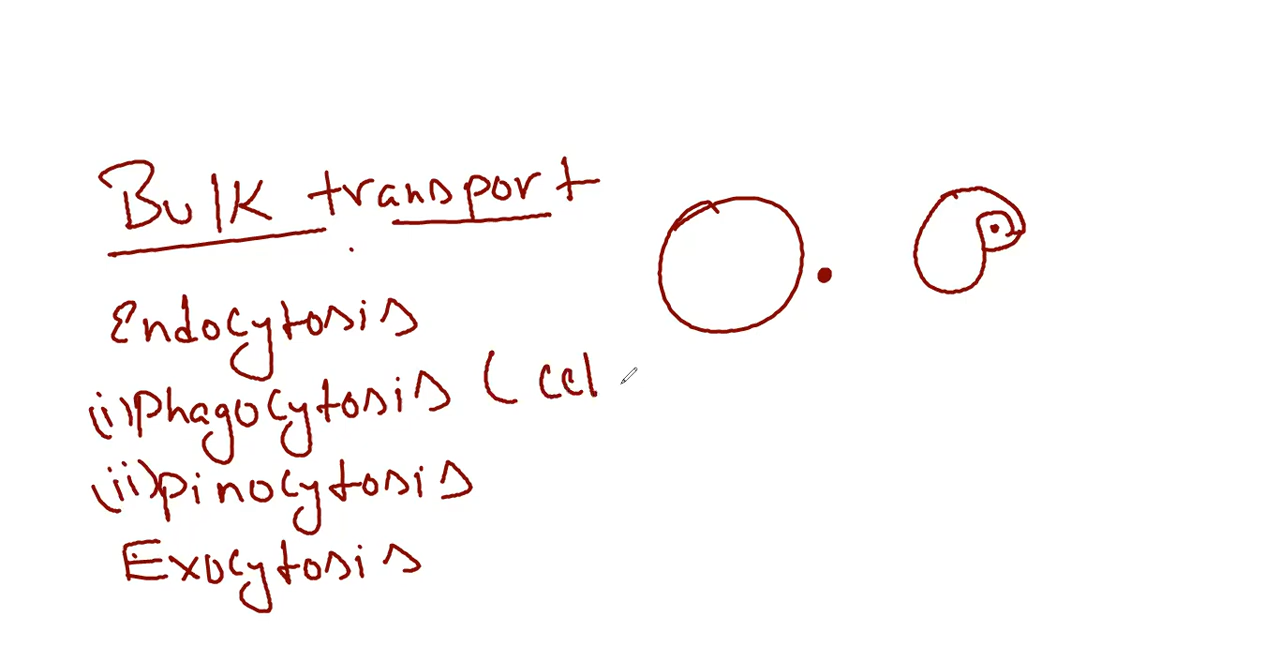 Bulk transport
Endocytosis
(i) Phagocytosis ( cel
(ii) pinocytosis
Exocytosis